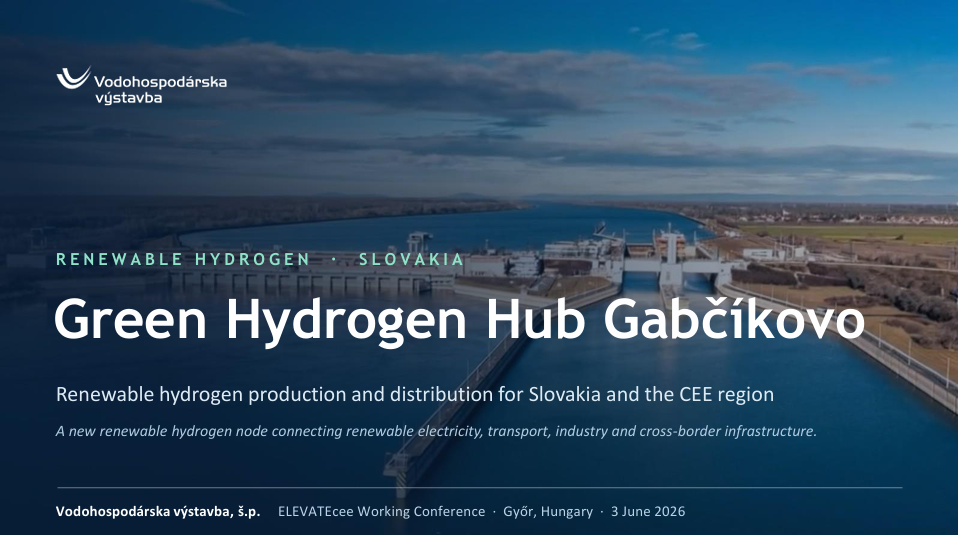 Vodohospodárska
výstavba
RENEWABLE HYDROGEN · SLOVAKIA
Green Hydrogen Hub Gabčíkovo
Renewable hydrogen production and distribution for Slovakia and the CEE region
A new renewable hydrogen node connecting renewable electricity, transport, industry and cross-border infrastructure.
Vodohospodárska výstavba, š.p. ELEVATEcee Working Conference · Győr, Hungary · 3 June 2026